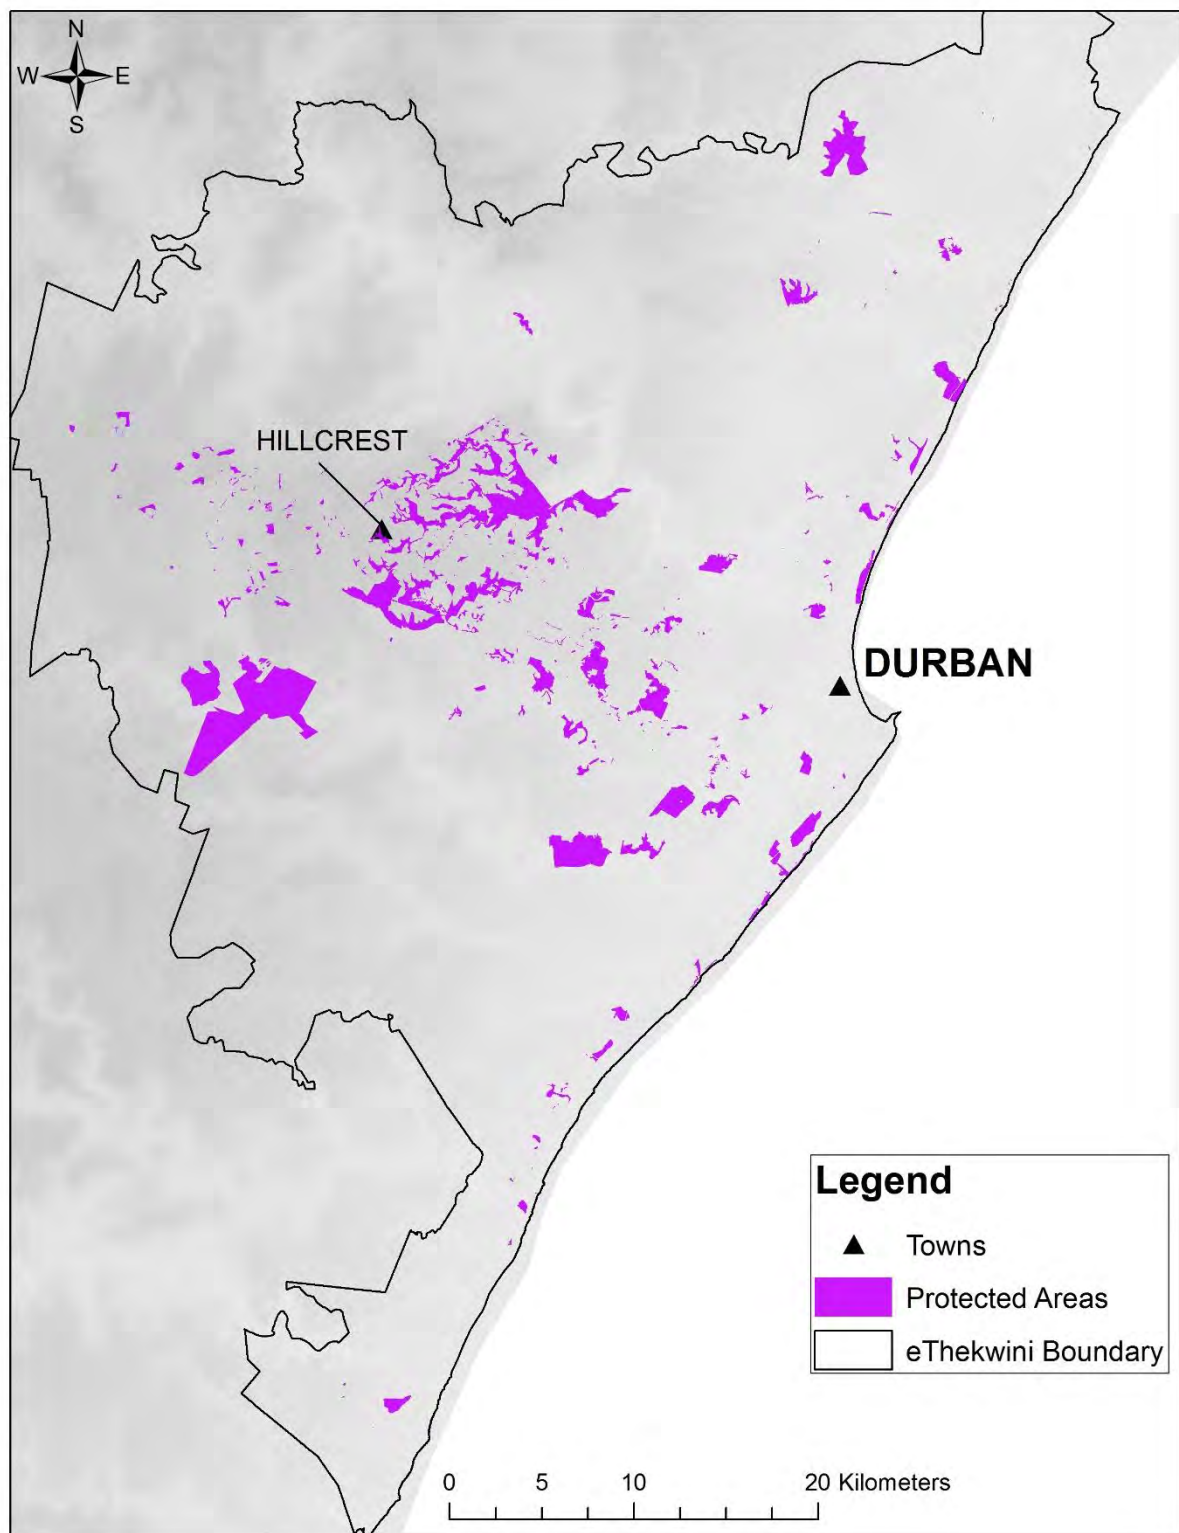 N
W E
S
HILLCREST
DURBAN
Legend
Towns
Protected Areas
eThekwini Boundary
0 5 10 20 Kilometers